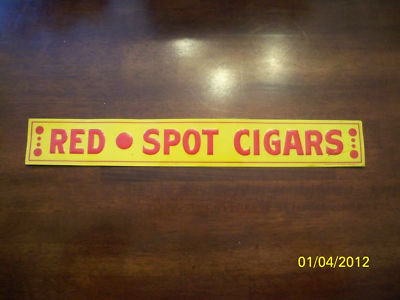 RED • SPOT CIGARS
01/04/2012